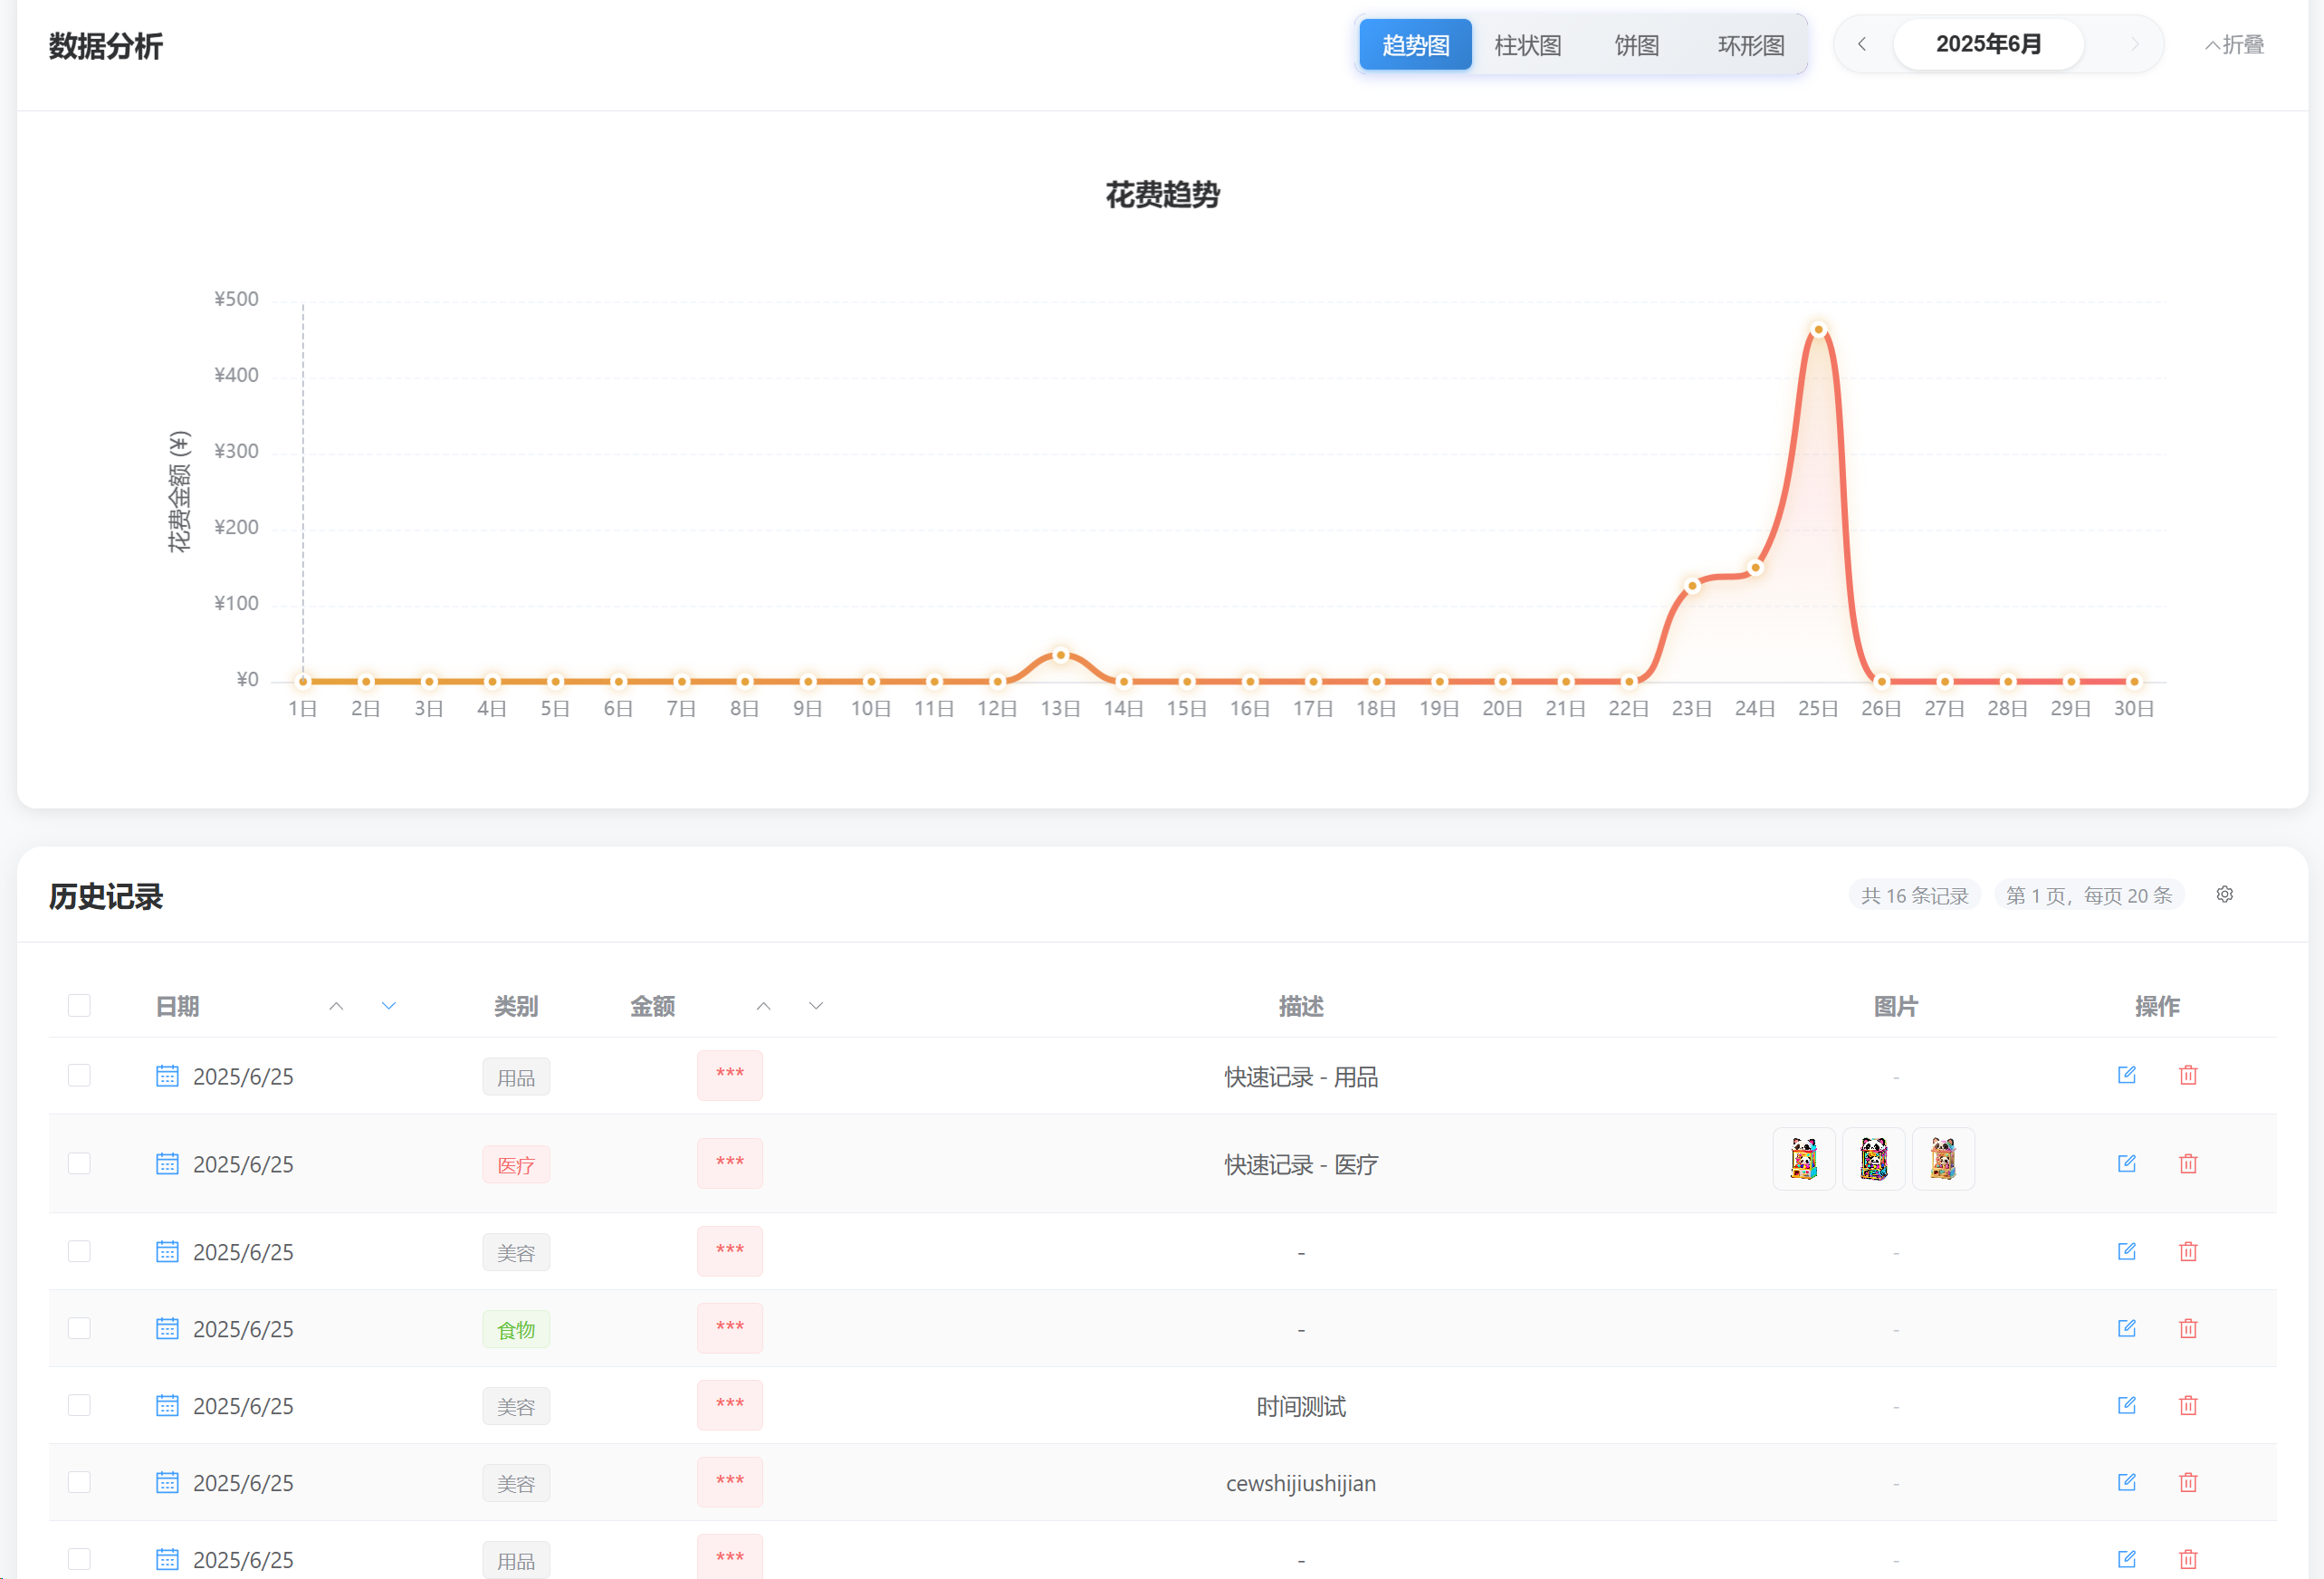 数据分析
趋势图 柱状图 饼图 环形图 2025年6月 折叠
花费趋势
花费金额 (¥)
¥500
¥400
¥300
¥200
¥100
¥0
1日 2日 3日 4日 5日 6日 7日 8日 9日 10日 11日 12日 13日 14日 15日 16日 17日 18日 19日 20日 21日 22日 23日 24日 25日 26日 27日 28日 29日 30日
历史记录 共 16 条记录 第 1 页，每页 20 条
日期 类别 金额 描述 图片 操作
2025/6/25 用品 *** 快速记录 - 用品 -
2025/6/25 医疗 *** 快速记录 - 医疗
2025/6/25 美容 *** - -
2025/6/25 食物 *** - -
2025/6/25 美容 *** 时间测试 -
2025/6/25 美容 *** cewshijiushijian -
2025/6/25 用品 *** - -